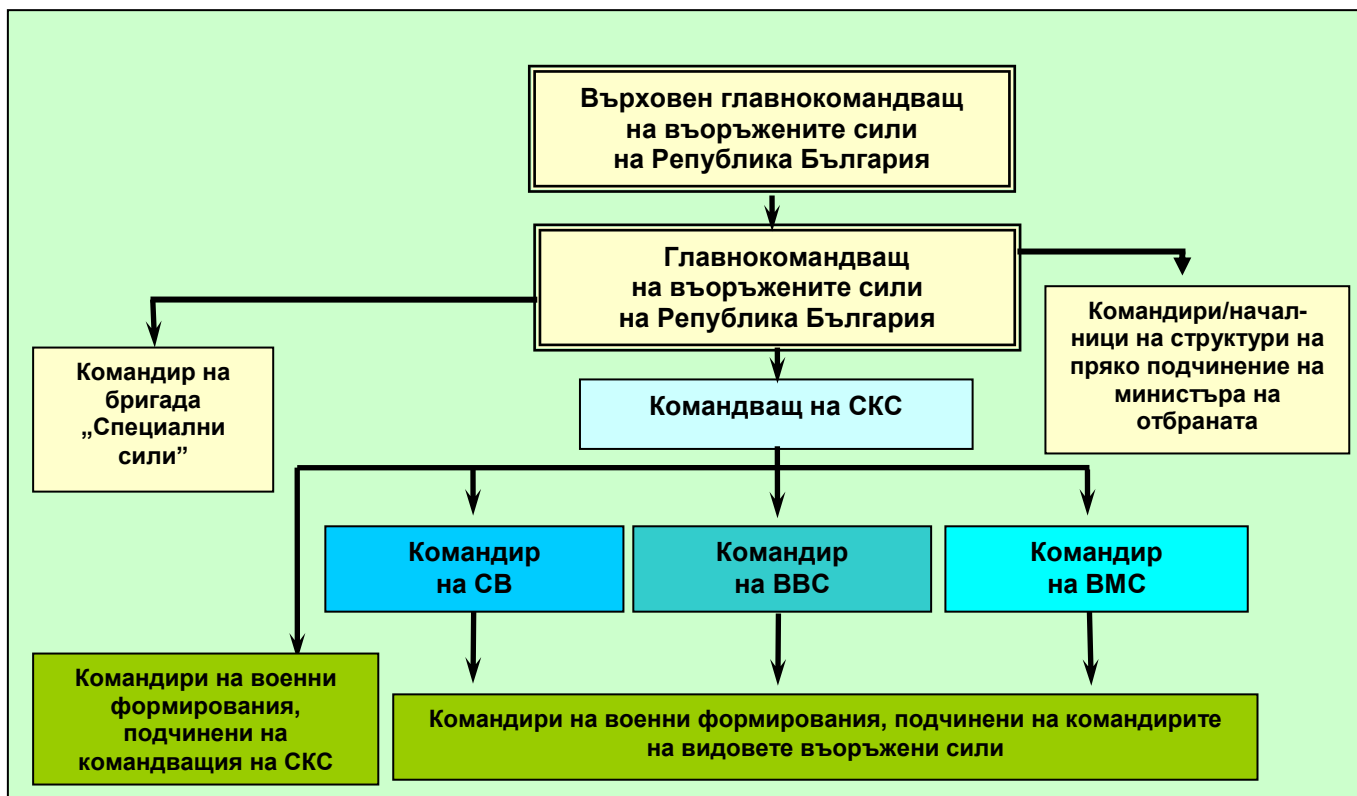 Върховен главнокомандващ
на въоръжените сили
на Република България
Главнокомандващ
на въоръжените сили
на Република България
Командири/начал-
ници на структури на
пряко подчинение на
министъра на
отбраната
Командир на
бригада
„Специални
сили”
Командващ на СКС
Командир
на СВ
Командир
на ВВС
Командир
на ВМС
Командири на военни
формирования,
подчинени на
командващия на СКС
Командири на военни формирования, подчинени на командирите
на видовете въоръжени сили